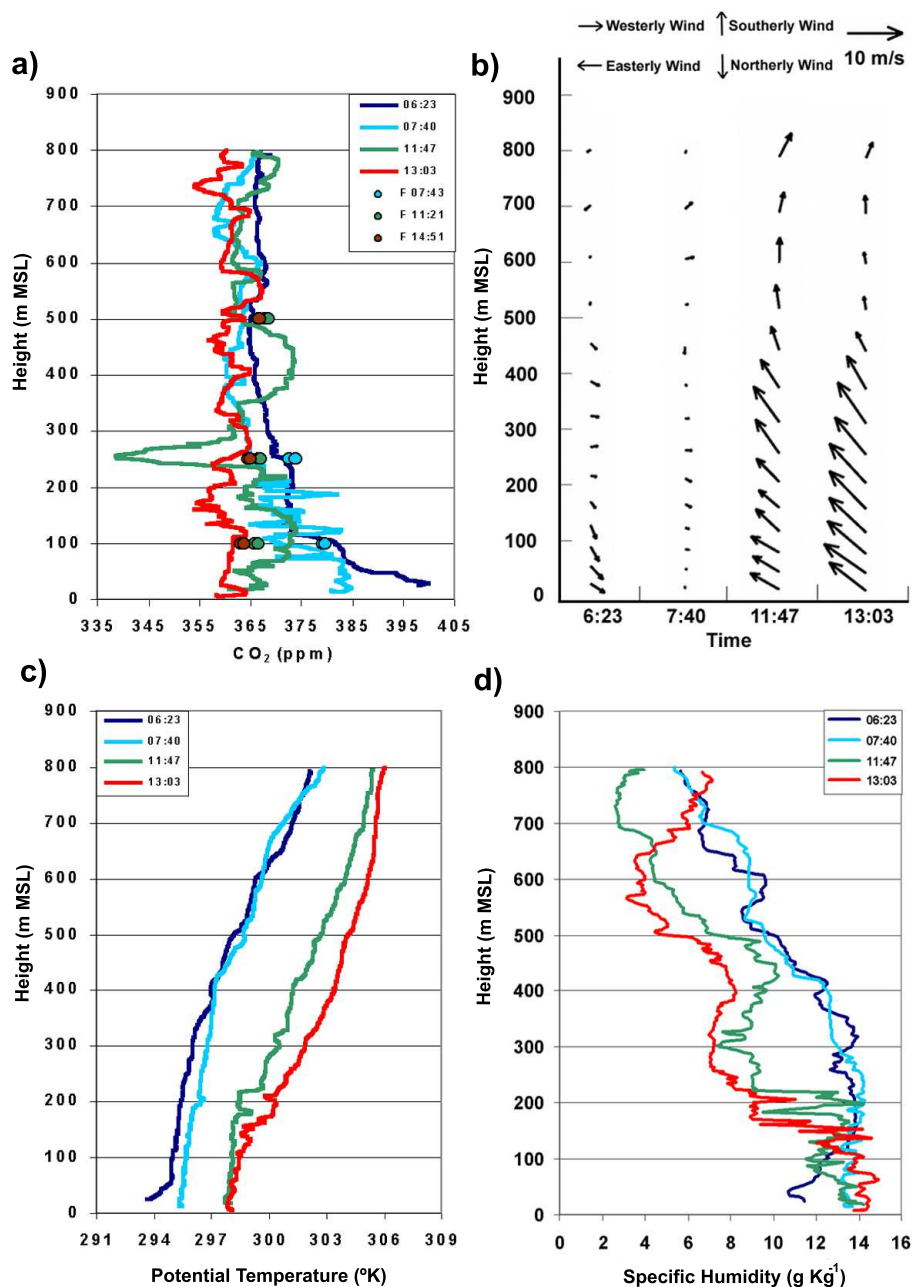 a)
900
800
700
600
500
400
300
200
100
0
Height (m MSL)
06:23
07:40
11:47
13:03
F 07:43
F 11:21
F 14:51
335 345 355 365 375 385 395 405
CO2 (ppm)
Westerly Wind Southerly Wind
Easterly Wind Northerly Wind
10 m/s
b)
900
800
700
600
500
400
300
200
100
0
Height (m MSL)
6:23 7:40 11:47 13:03
Time
c)
900
800
700
600
500
400
300
200
100
0
Height (m MSL)
06:23
07:40
11:47
13:03
291 294 297 300 303 306 309
Potential Temperature (ºK)
d)
900
800
700
600
500
400
300
200
100
0
Height (m MSL)
06:23
07:40
11:47
13:03
0 2 4 6 8 10 12 14 16
Specific Humidity (g Kg-1)